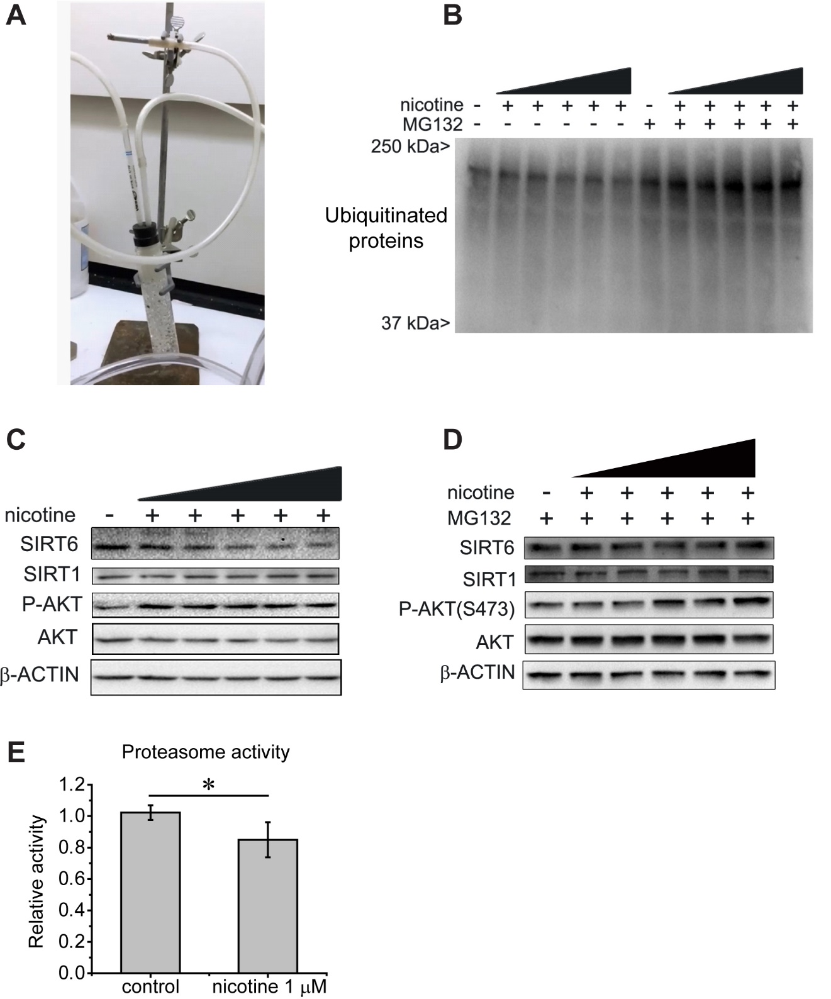 A
B
nicotine - + + + + + - + + + + +
MG132 - - - - - - + + + + + +
250 kDa>
Ubiquitinated
proteins
37 kDa>
C
nicotine - + + + + +
SIRT6
SIRT1
P-AKT
AKT
β-ACTIN
D
nicotine - + + + + +
MG132 + + + + + +
SIRT6
SIRT1
P-AKT(S473)
AKT
β-ACTIN
E
Proteasome activity
*
Relative activity
1.2
1.0
0.8
0.6
0.4
0.2
0.0
control
nicotine 1 μM